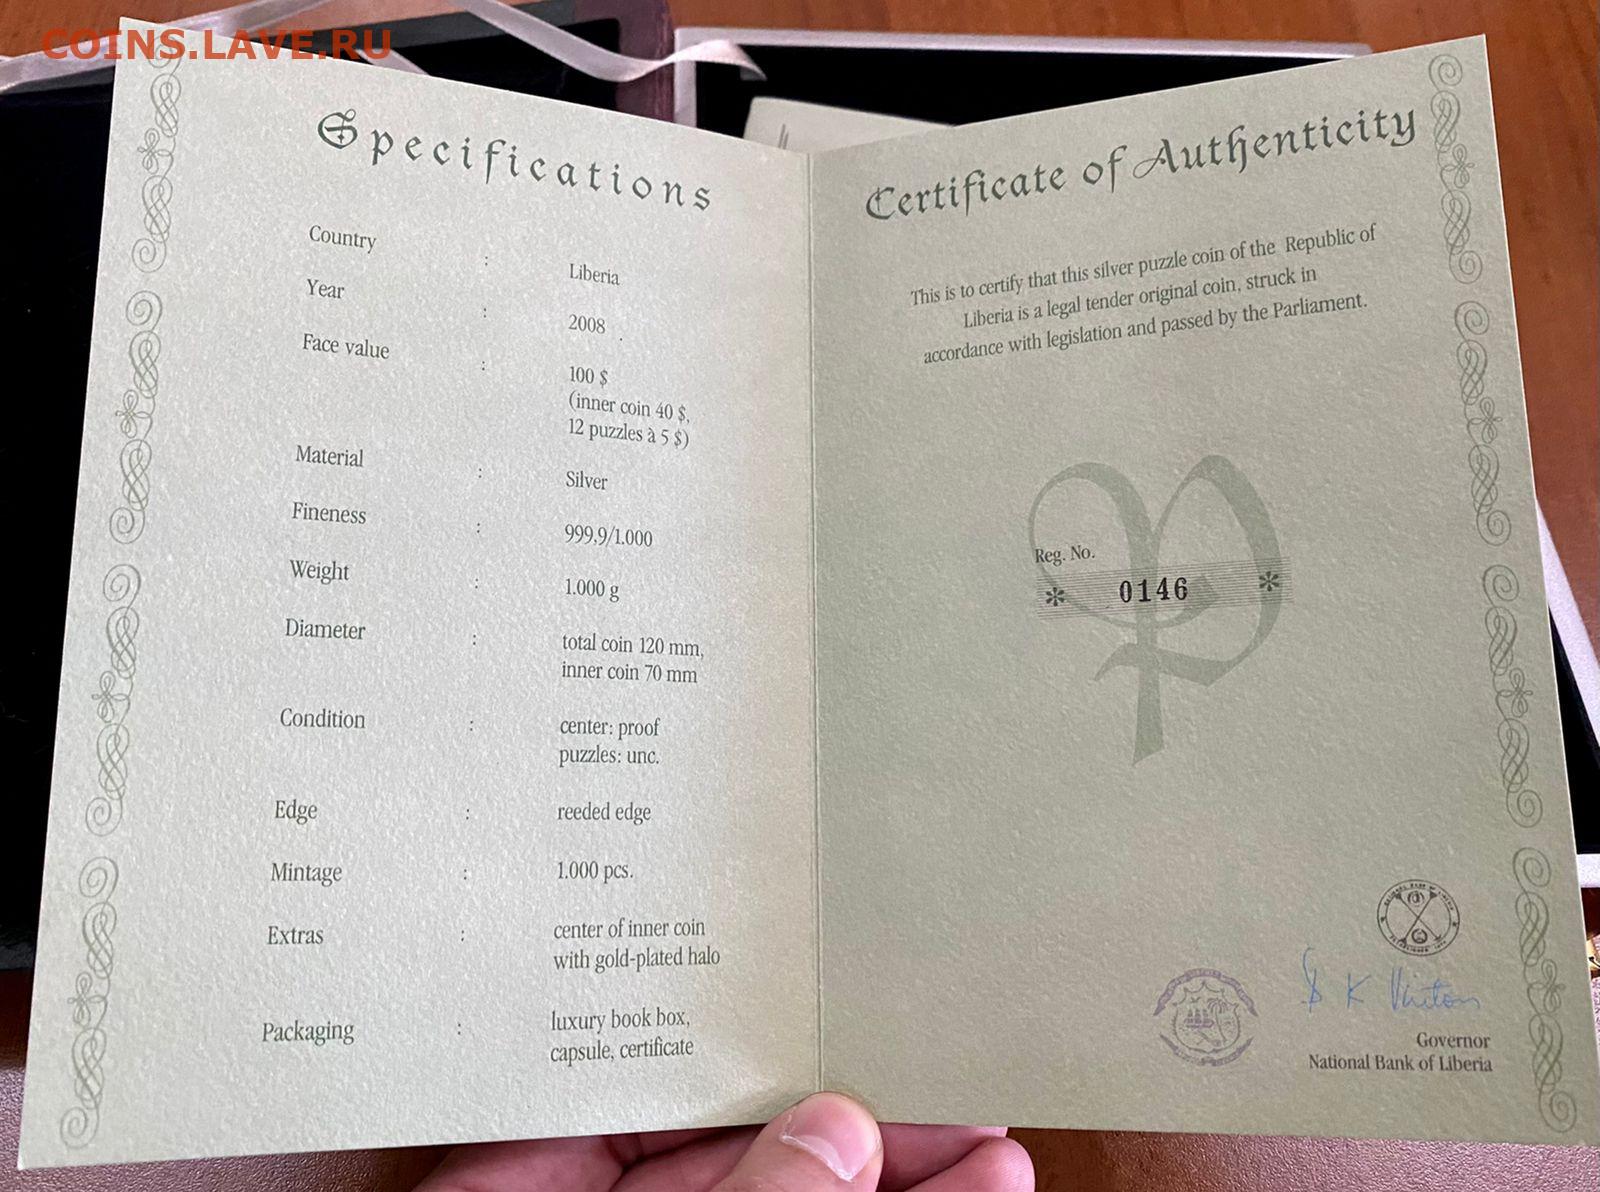 COINS.LAVE.RU
Specifications
Country : Liberia
Year : 2008
Face value : 100 $
(inner coin 40 $,
12 puzzles à 5 $)
Material : Silver
Fineness : 999,9/1.000
Weight : 1.000 g
Diameter : total coin 120 mm,
inner coin 70 mm
Condition : center: proof
puzzles: unc.
Edge : reeded edge
Mintage : 1.000 pcs.
Extras : center of inner coin
with gold-plated halo
Packaging : luxury book box,
capsule, certificate
Certificate of Authenticity
This is to certify that this silver puzzle coin of the Republic of
Liberia is a legal tender original coin, struck in
accordance with legislation and passed by the Parliament.
Reg. No.
* 0146 *
NATIONAL BANK OF LIBERIA
Governor
National Bank of Liberia